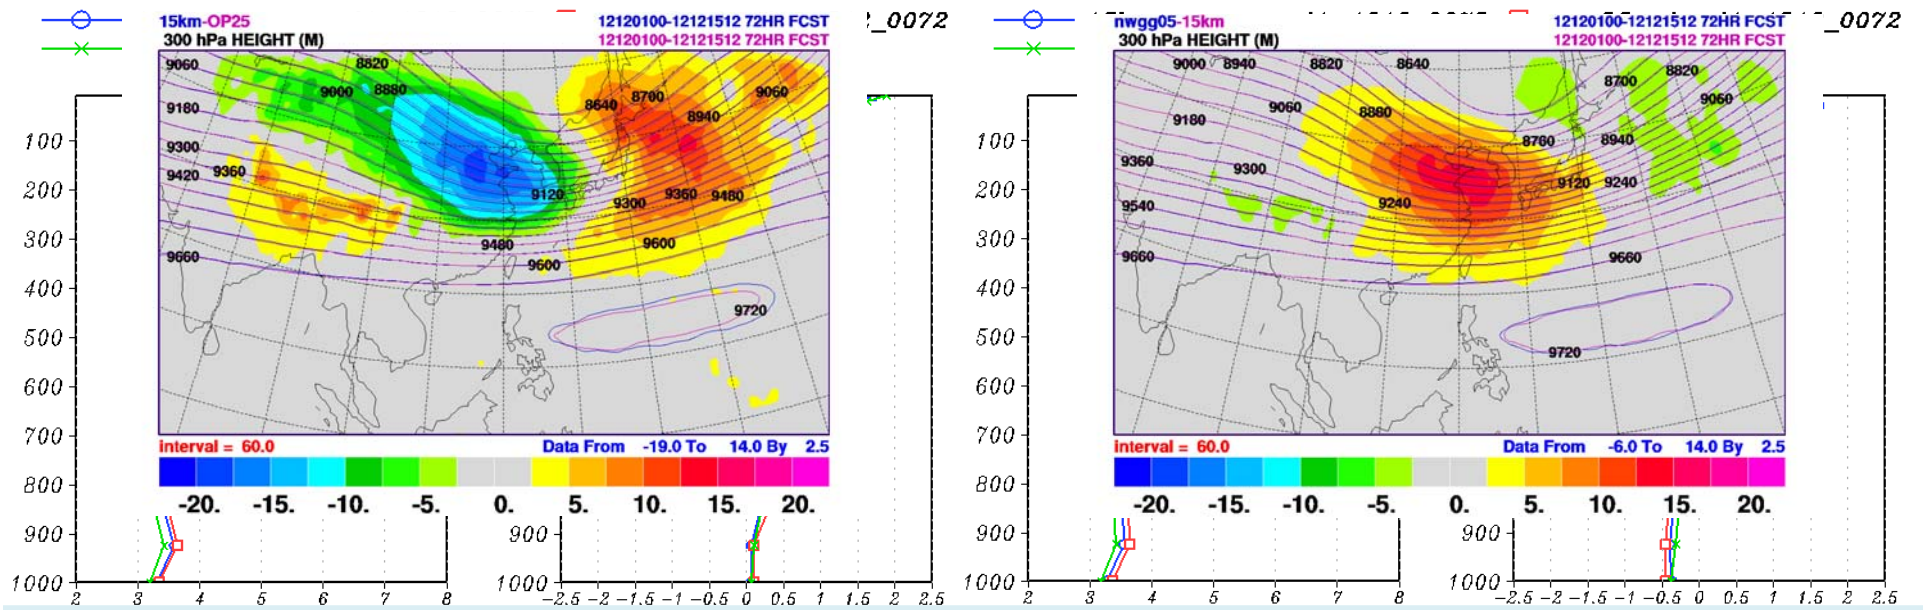 15km-OP25 12120100-12121512 72HR FCST
300 hPa HEIGHT (M) 12120100-12121512 72HR FCST
_0072
9060 8820
9000 8880 8640 8700 9060
9180 8940
9300
9420 9360
9120 9300 9360 9480
9480 9600
9660 9600
9720
interval = 60.0 Data From -19.0 To 14.0 By 2.5
-20. -15. -10. -5. 0. 5. 10. 15. 20.
100
200
300
400
500
600
700
800
900 900
1000 1000
2 3 4 5 6 7 8 -2.5 -2 -1.5 -1 -0.5 0 0.5 1 1.5 2 2.5
nwgg05-15km 12120100-12121512 72HR FCST
300 hPa HEIGHT (M) 12120100-12121512 72HR FCST
_0072
9000 8940 8820 8640 8700 8820
9060 8880 9060
9180 8760 8940
9360 9300 9120 9240
9540 9240
9660 9660
9720
interval = 60.0 Data From -6.0 To 14.0 By 2.5
-20. -15. -10. -5. 0. 5. 10. 15. 20.
100
200
300
400
500
600
700
800
900 900
1000 1000
2 3 4 5 6 7 8 -2.5 -2 -1.5 -1 -0.5 0 0.5 1 1.5 2 2.5